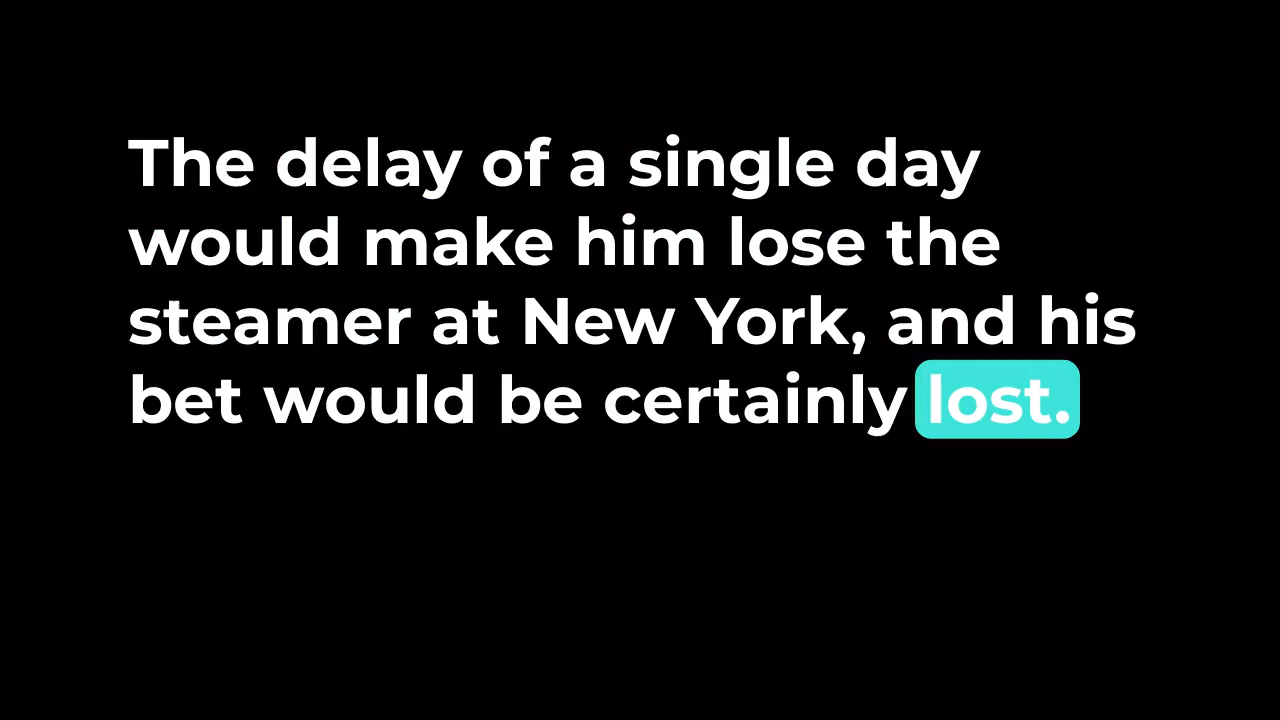 The delay of a single day
would make him lose the
steamer at New York, and his
bet would be certainly lost.